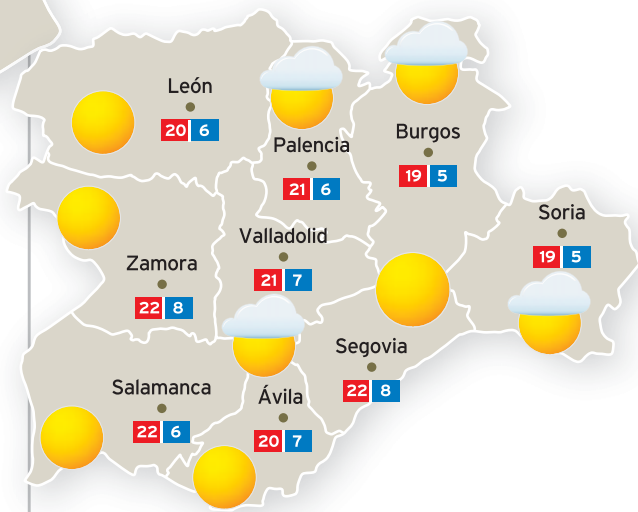 León
20 6
Palencia
21 6
Burgos
19 5
Soria
19 5
Zamora
22 8
Valladolid
21 7
Segovia
22 8
Salamanca
22 6
Ávila
20 7